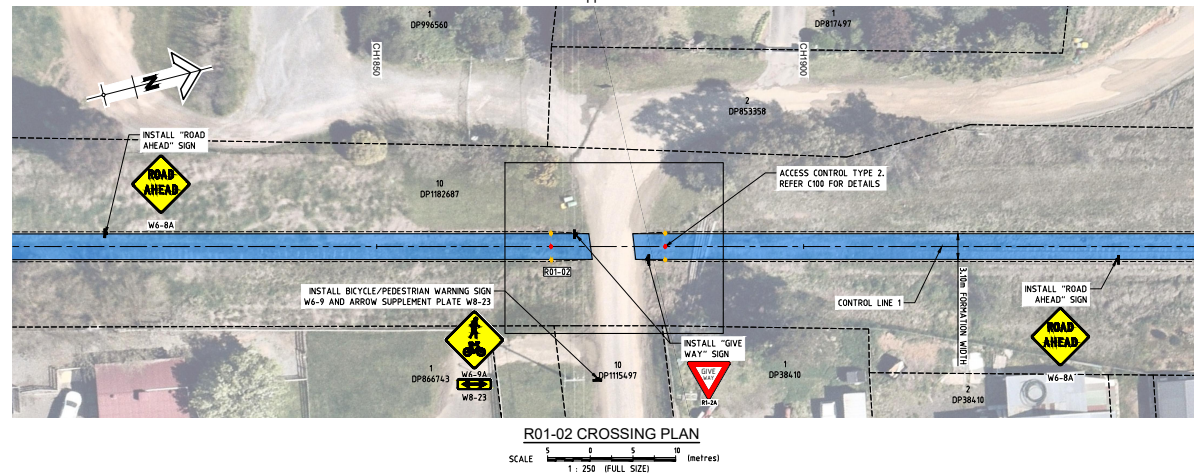 1
DP996560
1
DP817497
CH1850
CH1900
N
2
DP853358
INSTALL "ROAD
AHEAD" SIGN
ROAD
AHEAD
W6-8A
10
DP1182687
ACCESS CONTROL TYPE 2.
REFER C100 FOR DETAILS
R01-02
INSTALL BICYCLE/PEDESTRIAN WARNING SIGN
W6-9 AND ARROW SUPPLEMENT PLATE W8-23
CONTROL LINE 1
3.10m FORMATION WIDTH
INSTALL "ROAD
AHEAD" SIGN
ROAD
AHEAD
W6-8A
INSTALL "GIVE
WAY" SIGN
GIVE
WAY
R1-2A
1
DP866743
W6-9A
W8-23
10
DP1115497
1
DP38410
2
DP38410
R01-02 CROSSING PLAN
SCALE 5 0 5 10 (metres)
1 : 250 (FULL SIZE)